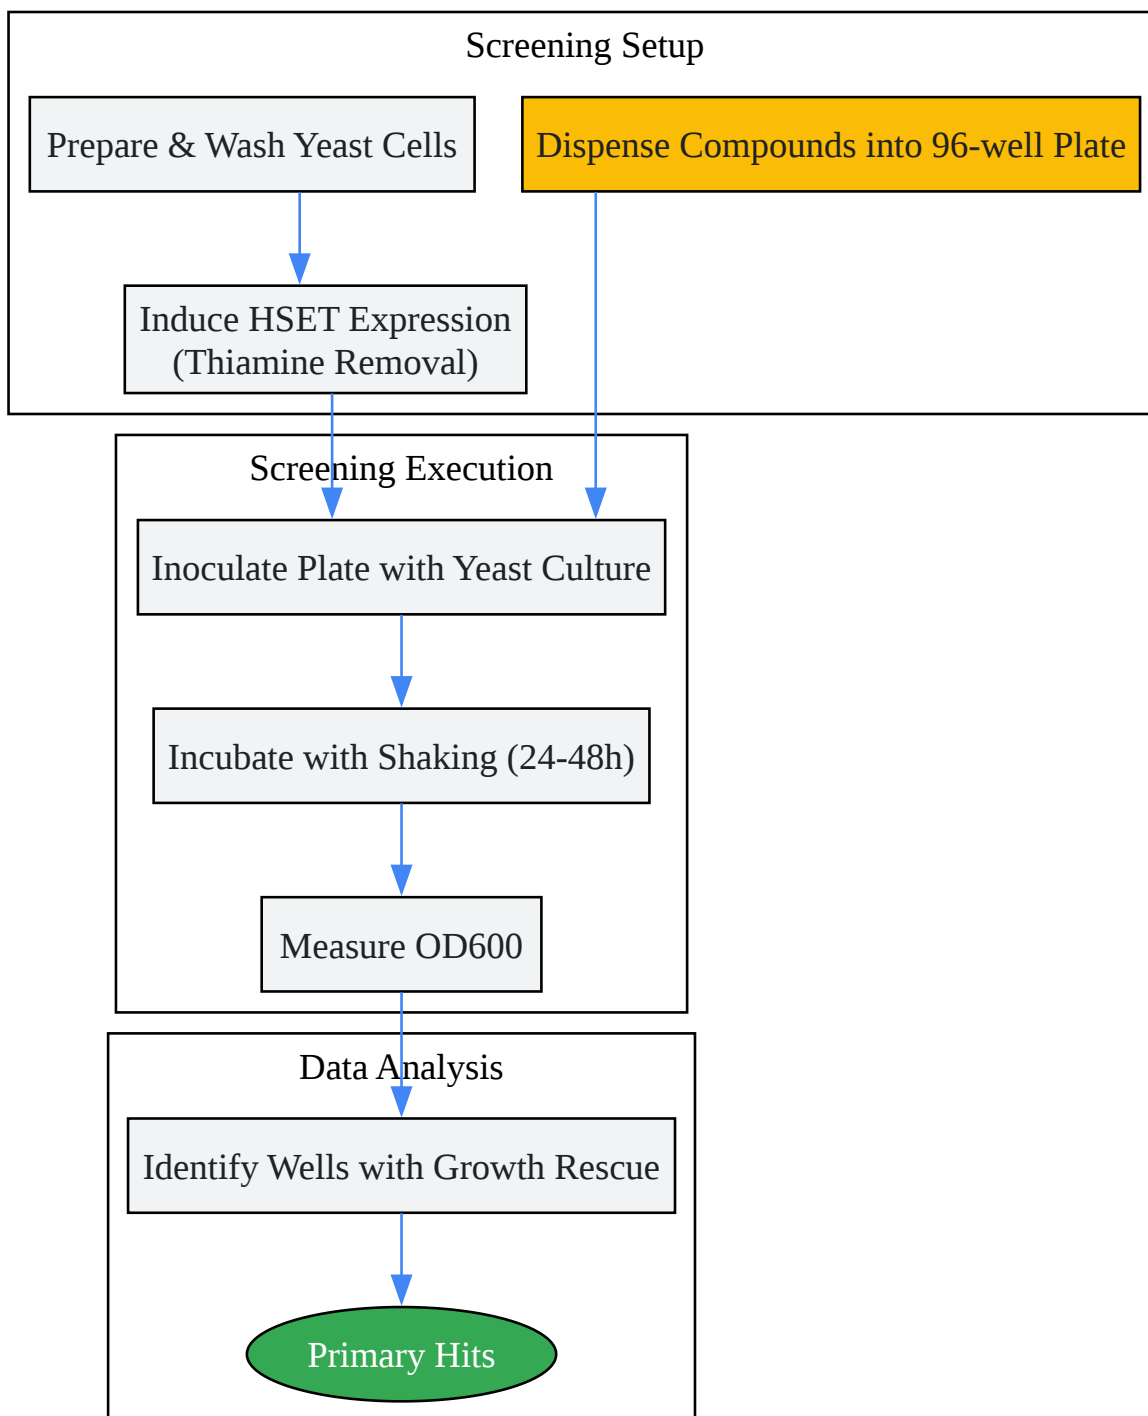 Screening Setup
Prepare & Wash Yeast Cells
Dispense Compounds into 96-well Plate
Induce HSET Expression
(Thiamine Removal)
Screening Execution
Inoculate Plate with Yeast Culture
Incubate with Shaking (24-48h)
Measure OD600
Data Analysis
Identify Wells with Growth Rescue
Primary Hits